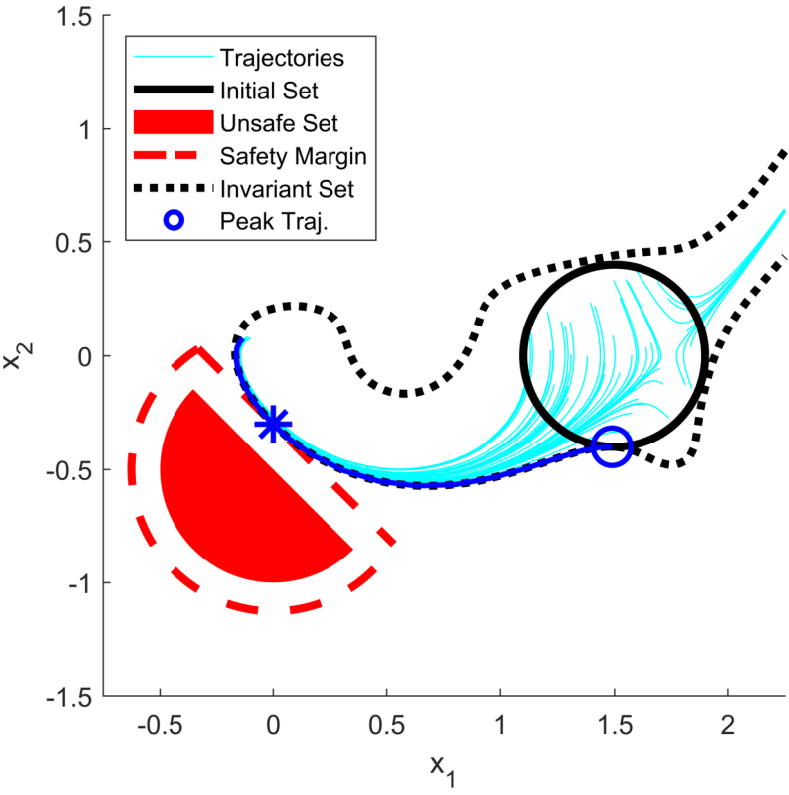 1.5
Trajectories
Initial Set
Unsafe Set
Safety Margin
Invariant Set
Peak Traj.
1
0.5
0
-0.5
-1
-1.5
x₂
-0.5
0
0.5
1
1.5
2
x₁